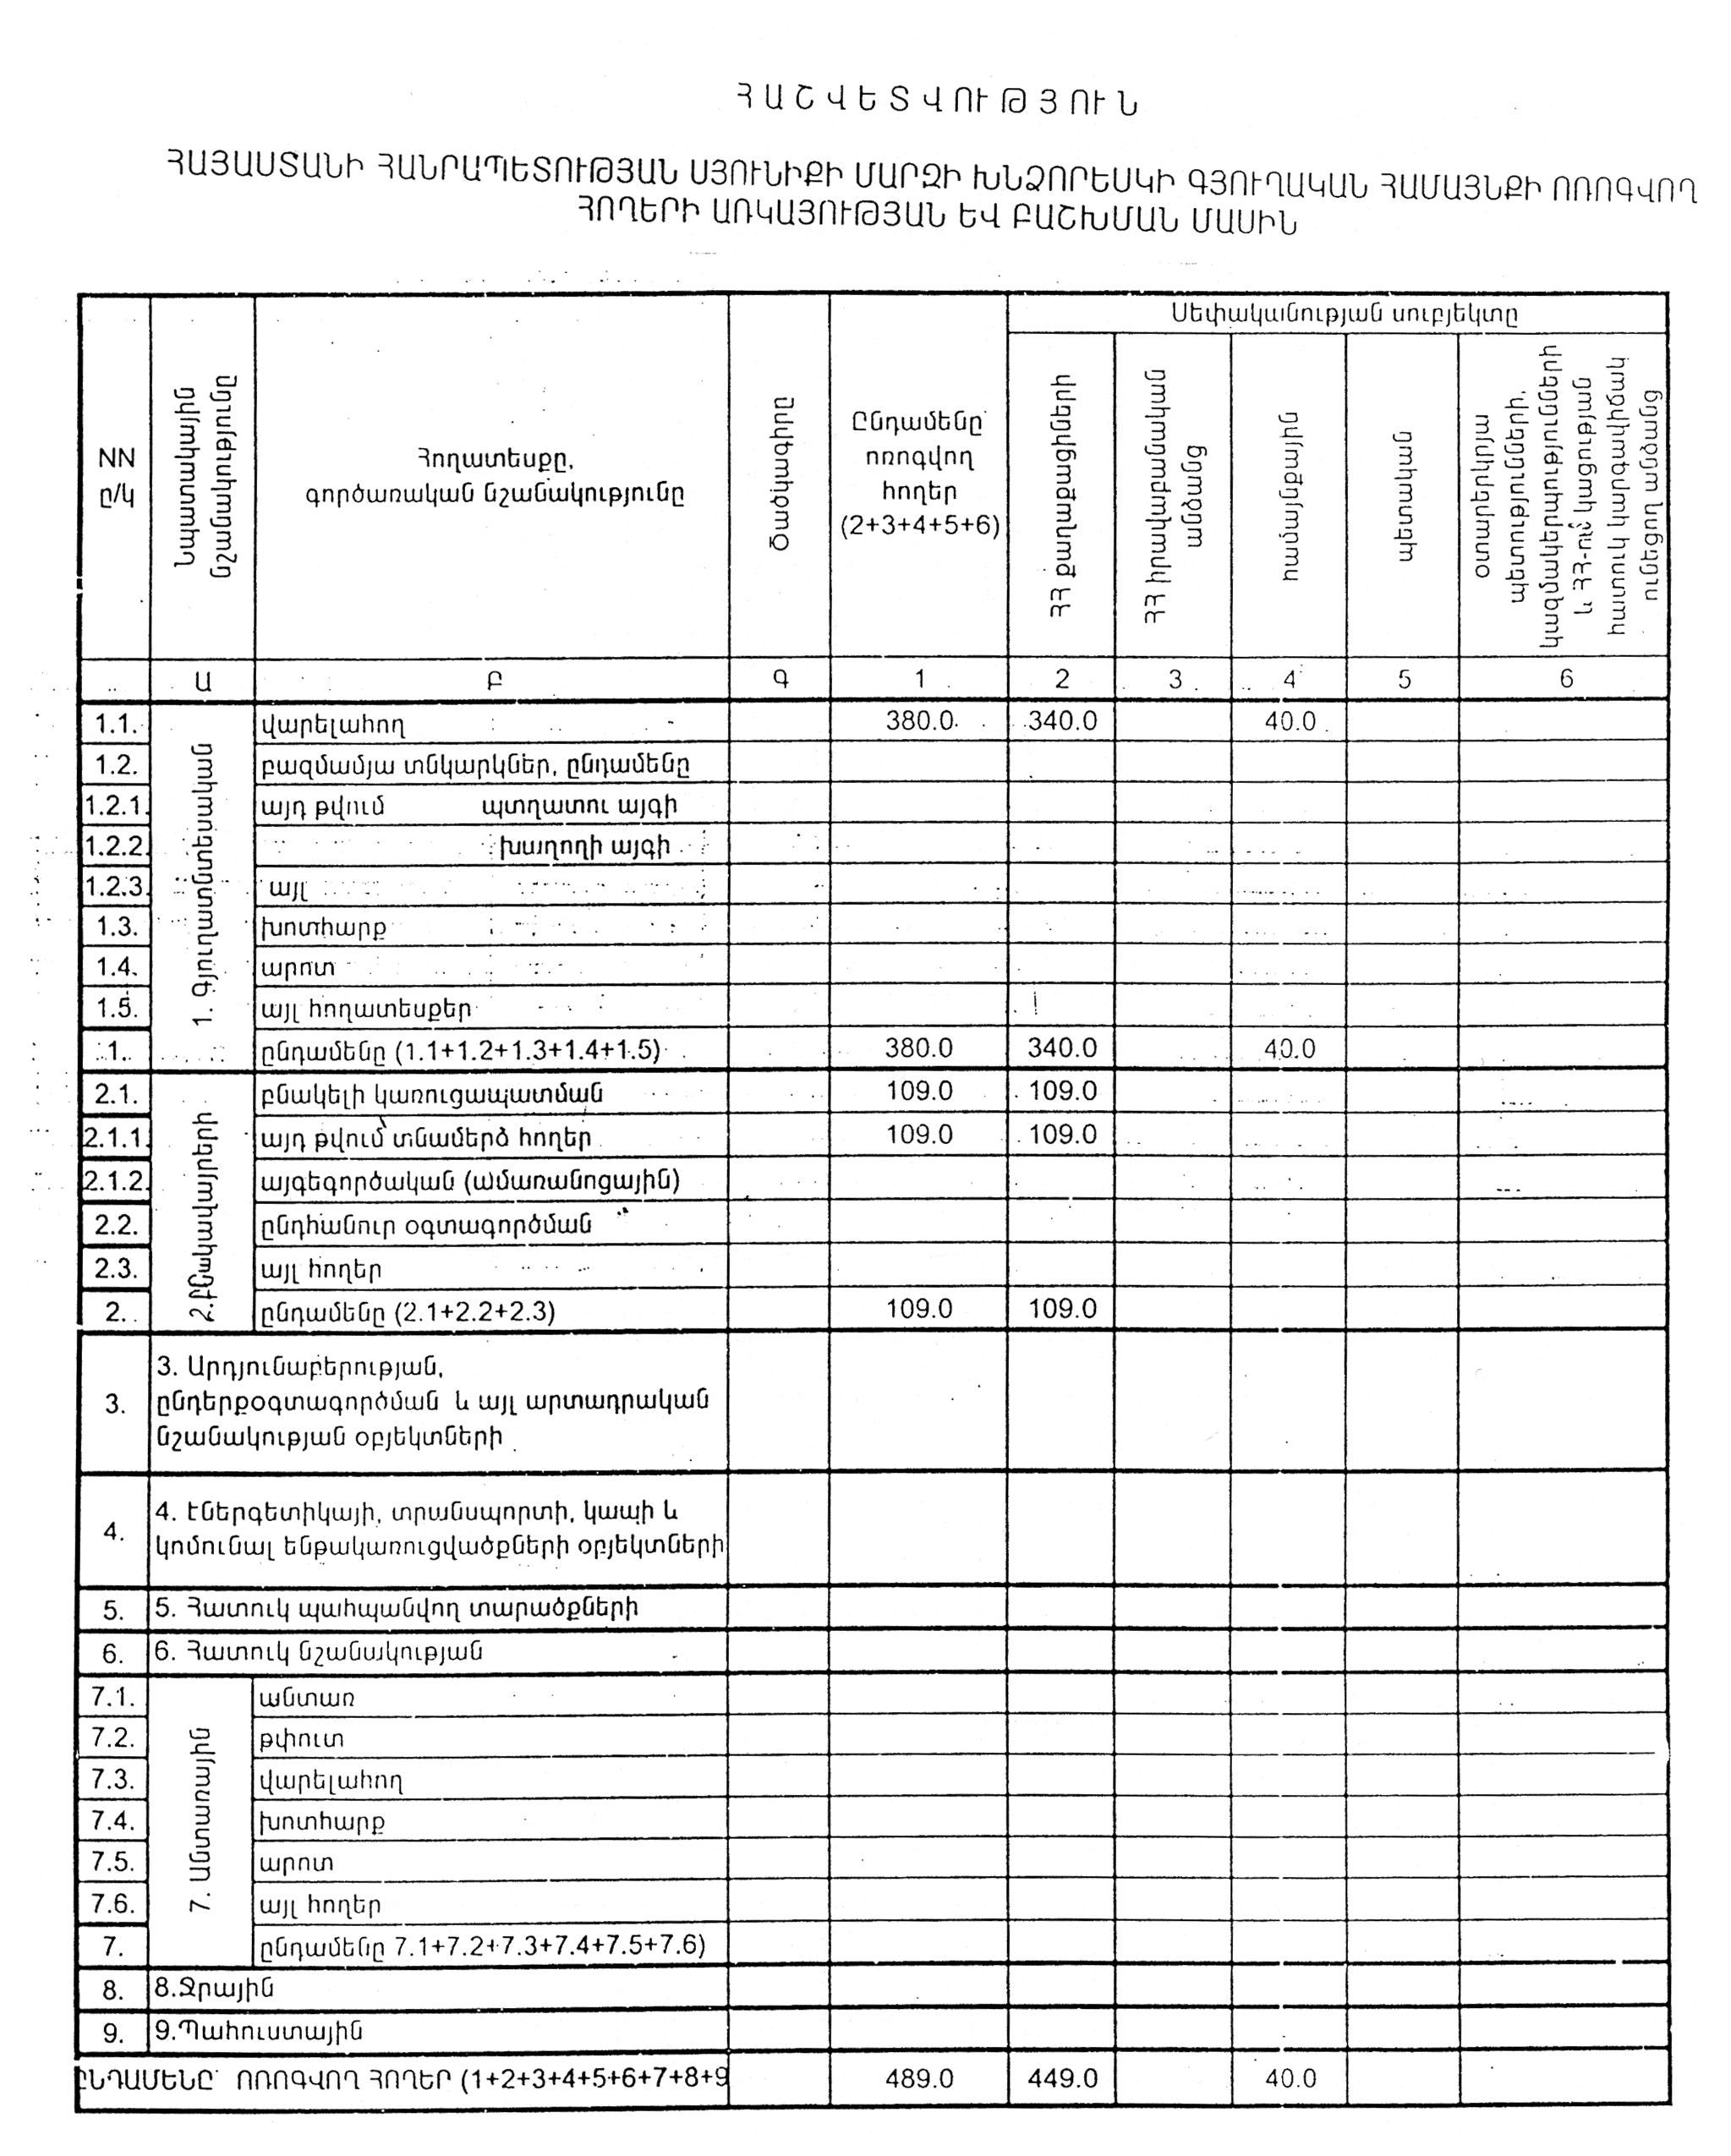 ՀԱՇՎԵՏՎՈՒԹՅՈՒՆ
ՀԱՅԱՍՏԱՆԻ ՀԱՆՐԱՊԵՏՈՒԹՅԱՆ ՍՅՈՒՆԻՔԻ ՄԱՐԶԻ ԽՆՁՈՐԵՍԿԻ ԳՅՈՒՂԱԿԱՆ ՀԱՄԱՅՆՔԻ ՈՌՈԳՎՈՂ
ՀՈՂԵՐԻ ԱՌԿԱՅՈՒԹՅԱՆ ԵՎ ԲԱՇԽՄԱՆ ՄԱՍԻՆ
NN
ը/կ
նպատակային
նշանակությունը
Հողատեսքը,
գործառական նշանակությունը
Ծածկագիրը
Ընդամենը՝
ոռոգվող
հողեր
(2+3+4+5+6)
Սեփականության սուբյեկտը
ՀՀ քաղաքացիների
ՀՀ իրավաբանական
անձանց
համայնքային
պետական
օտարերկրյա
պետությունների,
կազմակերպությունների
և ՀՀ-ում կացության
հատուկ կարգավիճակ
ունեցող անձանց
Ա Բ Գ 1 2 3 4 5 6
1. Գյուղատնտեսական
1.1. վարելահող 380.0 340.0 40.0
1.2. բազմամյա տնկարկներ, ընդամենը
1.2.1. այդ թվում պտղատու այգի
1.2.2. խաղողի այգի
1.2.3. այլ
1.3. խոտհարք
1.4. արոտ
1.5. այլ հողատեսքեր
1. ընդամենը (1.1+1.2+1.3+1.4+1.5) 380.0 340.0 40.0
2.Բնակավայրերի
2.1. բնակելի կառուցապատման 109.0 109.0
2.1.1. այդ թվում՝ տնամերձ հողեր 109.0 109.0
2.1.2. այգեգործական (ամառանոցային)
2.2. ընդհանուր օգտագործման
2.3. այլ հողեր
2. ընդամենը (2.1+2.2+2.3) 109.0 109.0
3. 3. Արդյունաբերության,
ընդերքօգտագործման և այլ արտադրական
նշանակության օբյեկտների
4. 4. Էներգետիկայի, տրանսպորտի, կապի և
կոմունալ ենթակառուցվածքների օբյեկտների
5. 5. Հատուկ պահպանվող տարածքների
6. 6. Հատուկ նշանակության
7. Անտառային
7.1. անտառ
7.2. թփուտ
7.3. վարելահող
7.4. խոտհարք
7.5. արոտ
7.6. այլ հողեր
7. ընդամենը 7.1+7.2+7.3+7.4+7.5+7.6)
8. 8.Ջրային
9. 9.Պահուստային
ԸՆԴԱՄԵՆԸ՝ ՈՌՈԳՎՈՂ ՀՈՂԵՐ (1+2+3+4+5+6+7+8+9 489.0 449.0 40.0